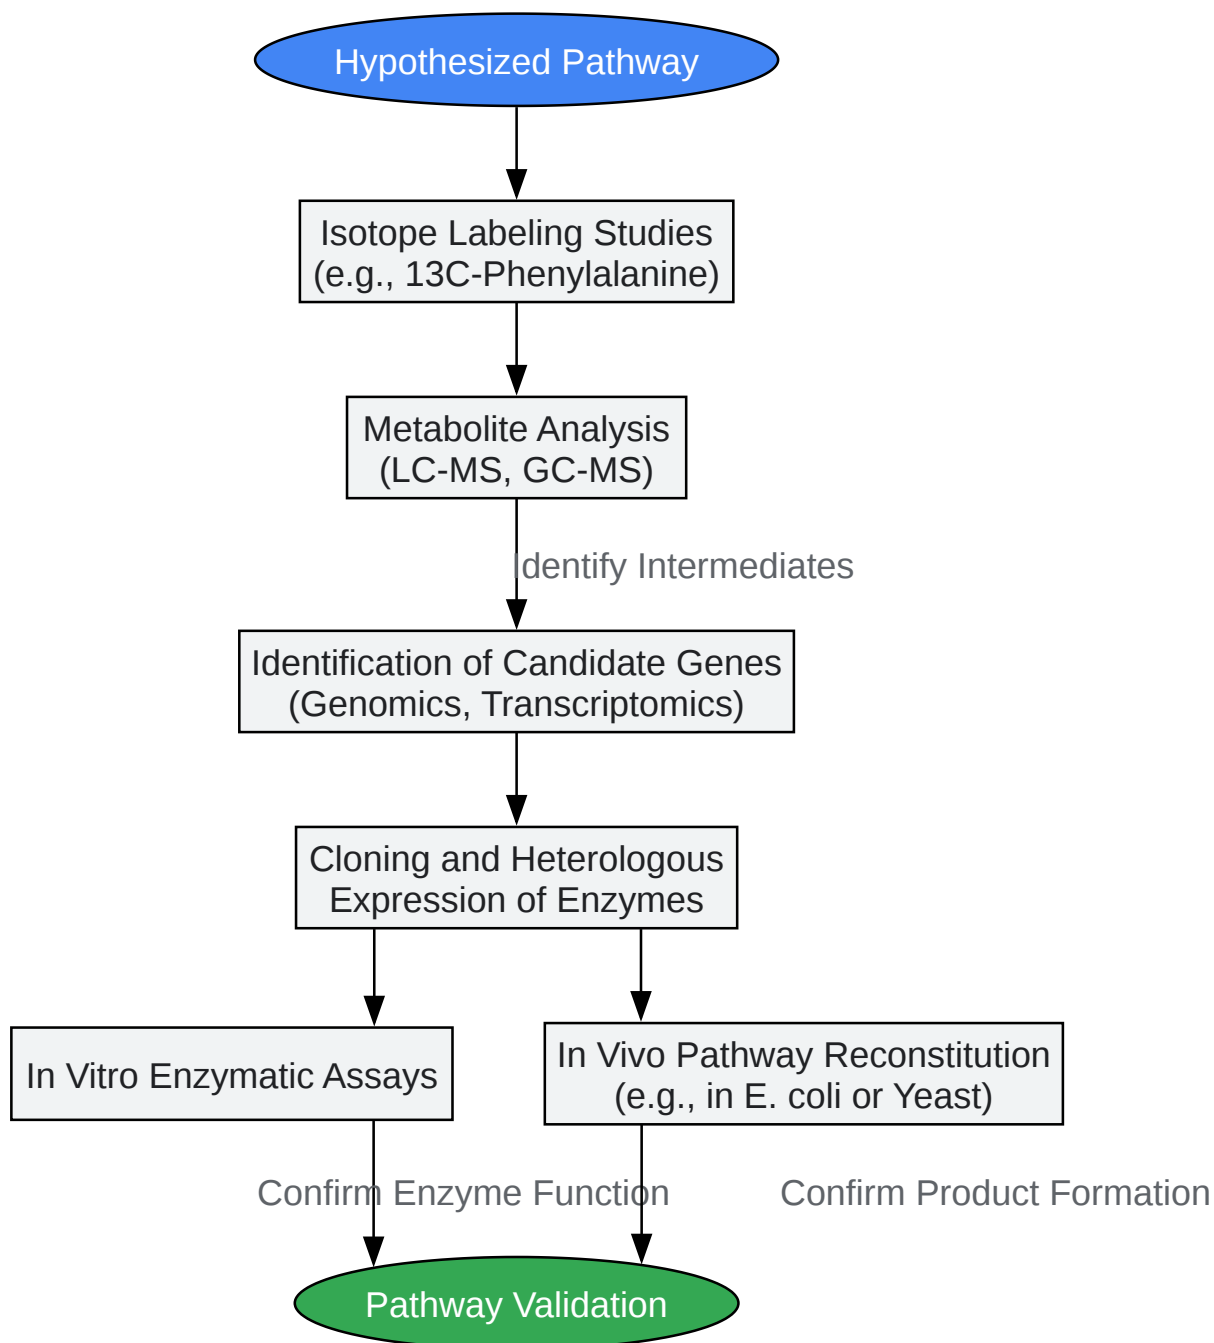 Hypothesized Pathway
Isotope Labeling Studies
(e.g., 13C-Phenylalanine)
Metabolite Analysis
(LC-MS, GC-MS)
Identify Intermediates
Identification of Candidate Genes
(Genomics, Transcriptomics)
Cloning and Heterologous
Expression of Enzymes
In Vitro Enzymatic Assays
In Vivo Pathway Reconstitution
(e.g., in E. coli or Yeast)
Confirm Enzyme Function
Confirm Product Formation
Pathway Validation